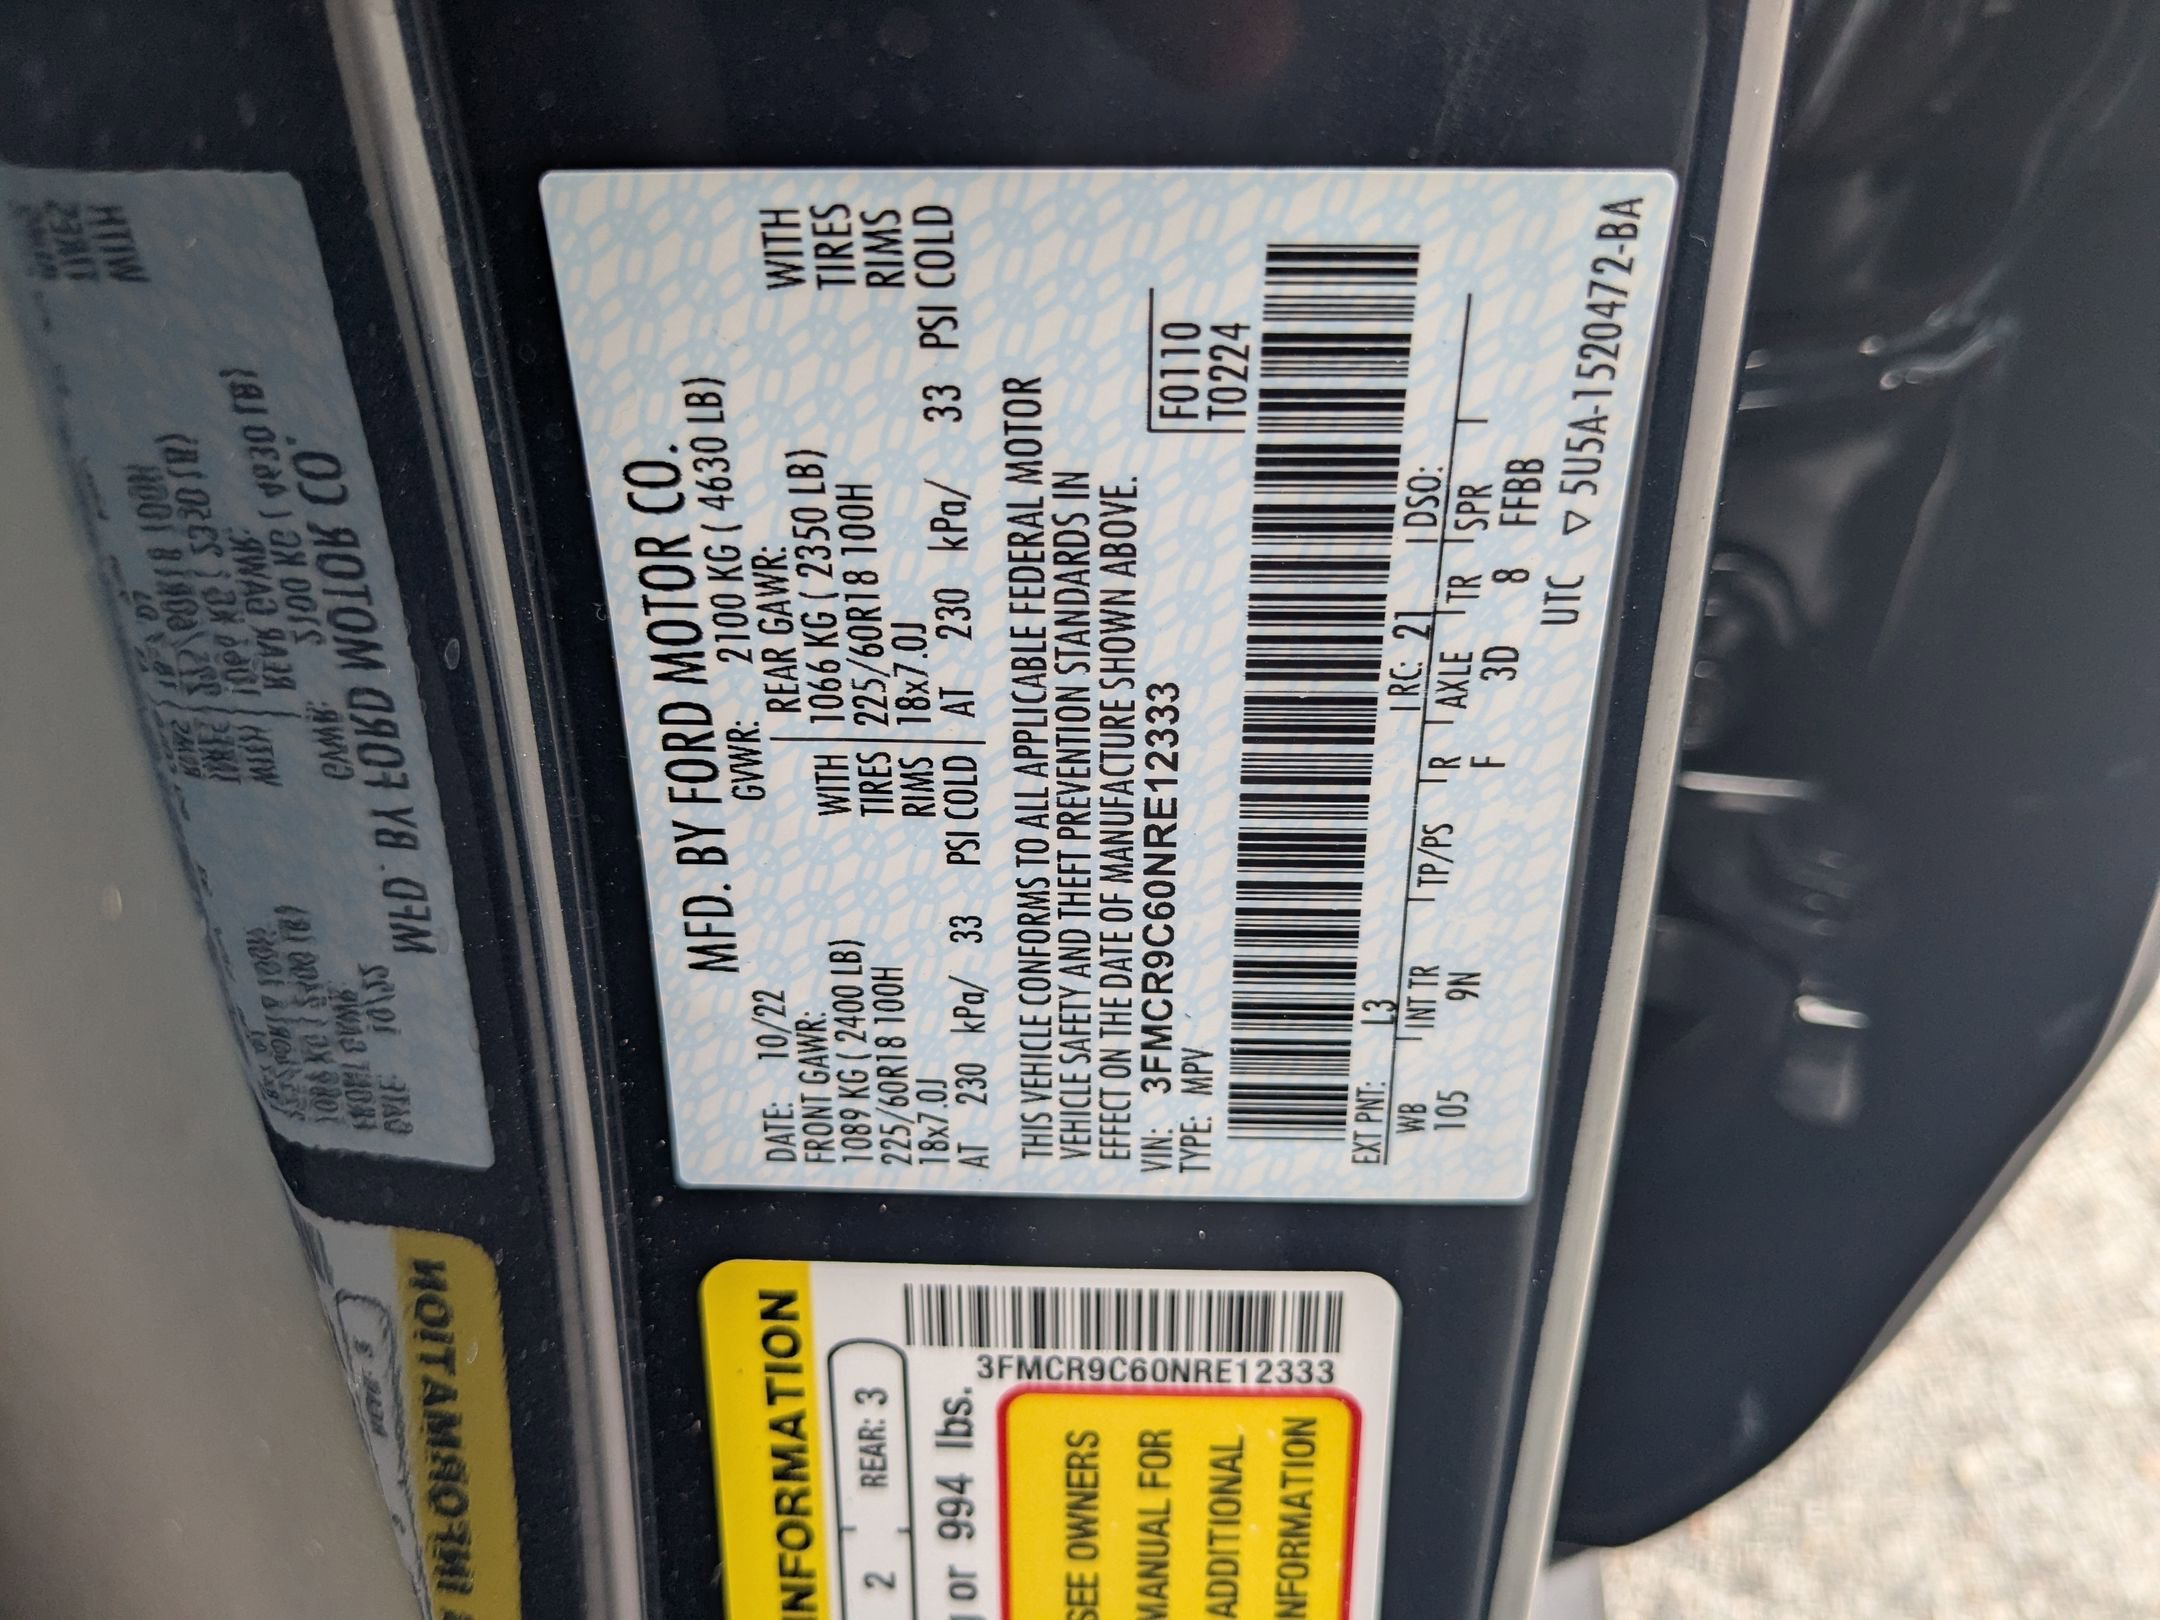 MFD. BY FORD MOTOR CO.
DATE: 10/22 GVWR: 2100 KG ( 4630 LB)
FRONT GAWR: REAR GAWR:
1089 KG ( 2400 LB) WITH 1066 KG ( 2350 LB) WITH
225/60R18 100H TIRES 225/60R18 100H TIRES
18x7.0J RIMS 18x7.0J RIMS
AT 230 kPa/ 33 PSI COLD AT 230 kPa/ 33 PSI COLD
THIS VEHICLE CONFORMS TO ALL APPLICABLE FEDERAL MOTOR
VEHICLE SAFETY AND THEFT PREVENTION STANDARDS IN
EFFECT ON THE DATE OF MANUFACTURE SHOWN ABOVE.
VIN: 3FMCR9C60NRE12333
TYPE: MPV
F0110
T0224
EXT PNT: L3 RC: 21 DSO:
WB INT TR TP/PS R AXLE TR SPR
105 9N F 3D 8 FFBB
UTC ▽ 5U5A-1520472-BA
INFORMATION
2 REAR: 3
or 994 lbs.
3FMCR9C60NRE12333
SEE OWNERS
MANUAL FOR
ADDITIONAL
INFORMATION